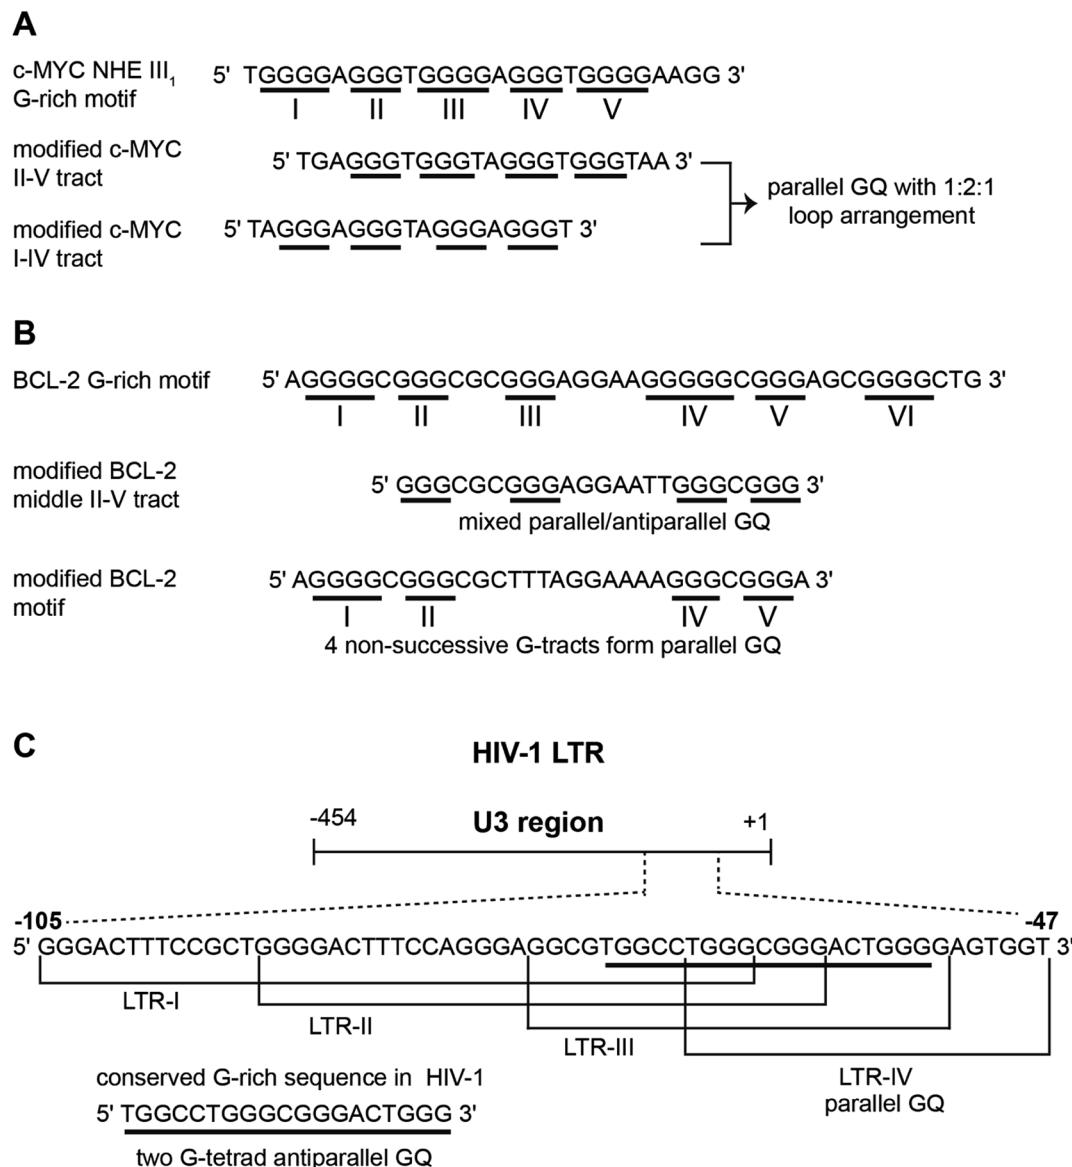 A
c-MYC NHE III1 5' TGGGGAGGGTGGGGAGGGTGGGGAAGG 3'
G-rich motif
I II III IV V
modified c-MYC 5' TGAGGGTGGGTAGGGTGGGTAA 3'
II-V tract
parallel GQ with 1:2:1
loop arrangement
modified c-MYC 5' TAGGGAGGGTAGGGAGGGT 3'
I-IV tract
B
BCL-2 G-rich motif 5' AGGGGCGGGCGCGGGAGGAAGGGGGCGGGAGCGGGGCTG 3'
I II III IV V VI
modified BCL-2
middle II-V tract 5' GGGCGCGGGAGGAATTGGGCGGG 3'
mixed parallel/antiparallel GQ
modified BCL-2 5' AGGGGCGGGCGCTTTAGGAAAAGGGCGGGA 3'
motif
I II IV V
4 non-successive G-tracts form parallel GQ
C
HIV-1 LTR
-454 U3 region +1
-105 -47
5' GGGACTTTCCGCTGGGGACTTTCCAGGGAGGCGTGGCCTGGGCGGGACTGGGGAGTGGT 3'
LTR-I
LTR-II
LTR-III
LTR-IV
parallel GQ
conserved G-rich sequence in HIV-1
5' TGGCCTGGGCGGGACTGGG 3'
two G-tetrad antiparallel GQ